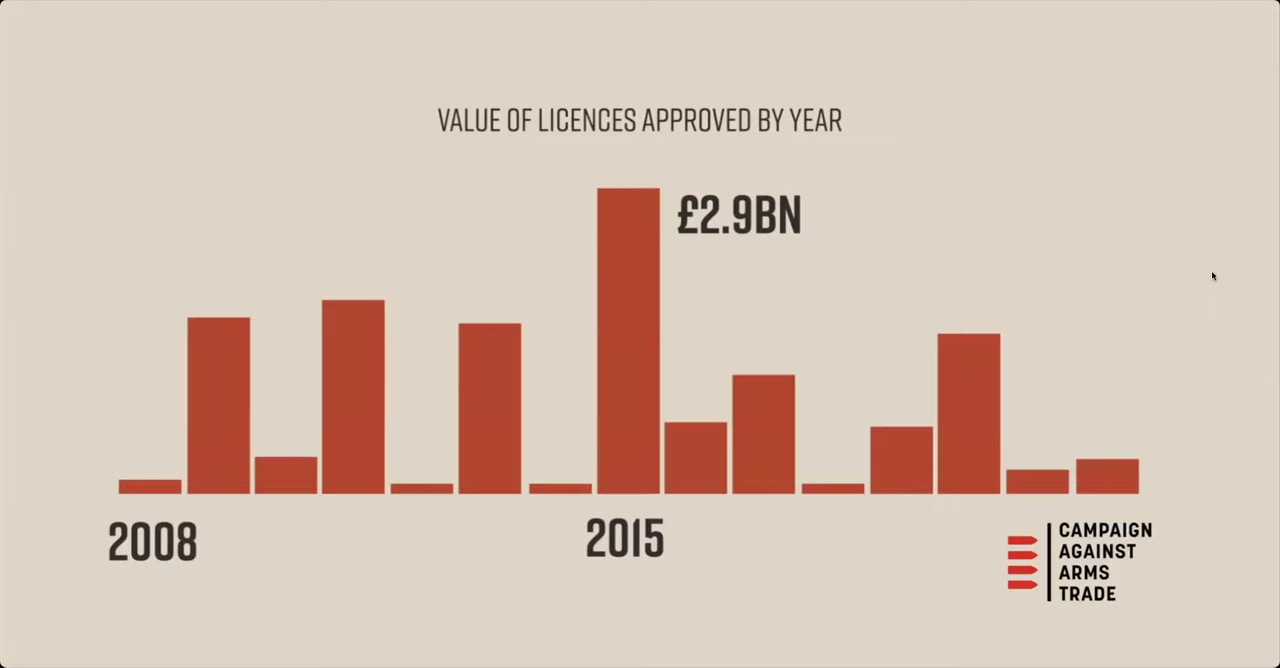 VALUE OF LICENCES APPROVED BY YEAR
£2.9BN
2008
2015
CAMPAIGN
AGAINST
ARMS
TRADE